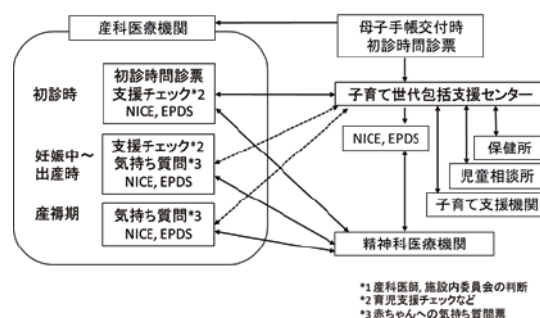 産科医療機関
母子手帳交付時
初診時問診票
初診時
初診時問診票
支援チェック*2
NICE, EPDS
子育て世代包括支援センター
妊娠中～
出産時
支援チェック*2
気持ち質問*3
NICE, EPDS
NICE, EPDS
保健所
児童相談所
子育て支援機関
産褥期
気持ち質問*3
NICE, EPDS
精神科医療機関
*1 産科医師, 施設内委員会の判断
*2 育児支援チェックなど
*3 赤ちゃんへの気持ち質問票